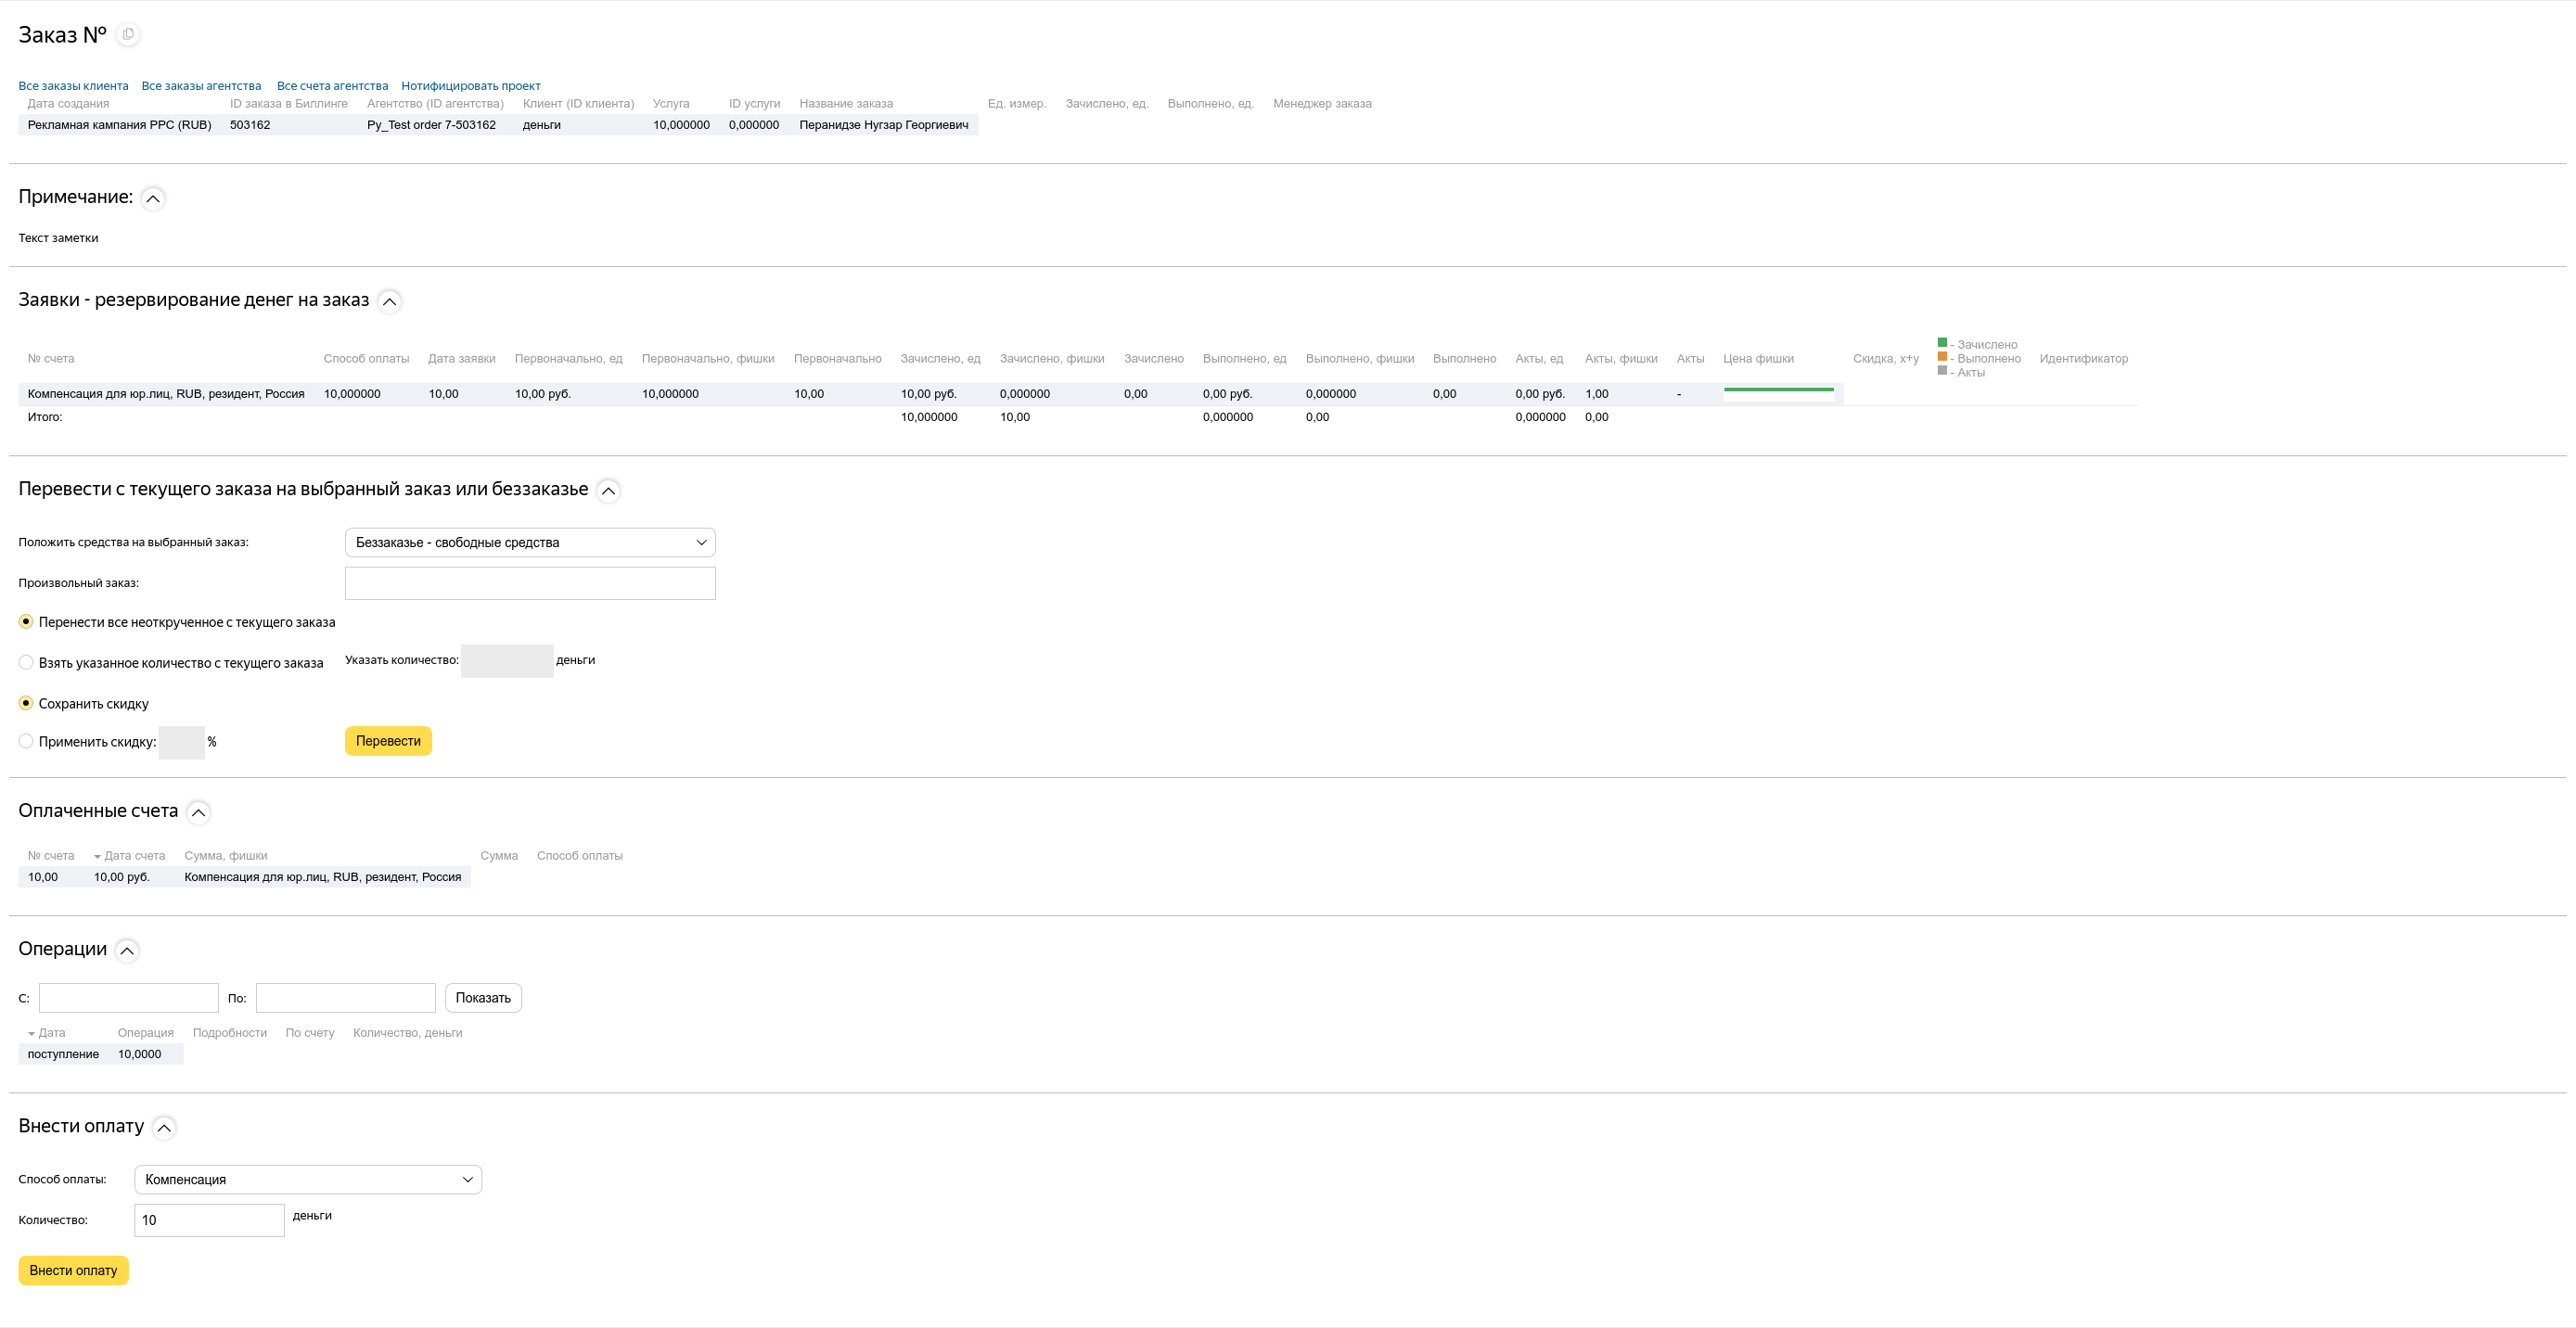 Заказ №
Все заказы клиента Все заказы агентства Все счета агентства Нотифицировать проект
Дата создания ID заказа в Биллинге Агентство (ID агентства) Клиент (ID клиента) Услуга ID услуги Название заказа Ед. измер. Зачислено, ед. Выполнено, ед. Менеджер заказа
Рекламная кампания РРС (RUB) 503162 Py_Test order 7-503162 деньги 10,000000 0,000000 Перанидзе Нугзар Георгиевич
Примечание:
Текст заметки
Заявки - резервирование денег на заказ
№ счета Способ оплаты Дата заявки Первоначально, ед Первоначально, фишки Первоначально Зачислено, ед Зачислено, фишки Зачислено Выполнено, ед Выполнено, фишки Выполнено Акты, ед Акты, фишки Акты Цена фишки Скидка, x+y - Зачислено - Выполнено - Акты Идентификатор
Компенсация для юр.лиц, RUB, резидент, Россия 10,000000 10,00 10,00 руб. 10,000000 10,00 10,00 руб. 0,000000 0,00 0,00 руб. 0,000000 0,00 0,00 руб. 1,00 -
Итого: 10,000000 10,00 0,000000 0,00 0,000000 0,00
Перевести с текущего заказа на выбранный заказ или беззаказье
Положить средства на выбранный заказ: Беззаказье - свободные средства
Произвольный заказ:
Перенести все неоткрученное с текущего заказа
Взять указанное количество с текущего заказа Указать количество: деньги
Сохранить скидку
Применить скидку: % Перевести
Оплаченные счета
№ счета Дата счета Сумма, фишки Сумма Способ оплаты
10,00 10,00 руб. Компенсация для юр.лиц, RUB, резидент, Россия
Операции
С: По: Показать
Дата Операция Подробности По счету Количество, деньги
поступление 10,0000
Внести оплату
Способ оплаты: Компенсация
Количество: 10 деньги
Внести оплату